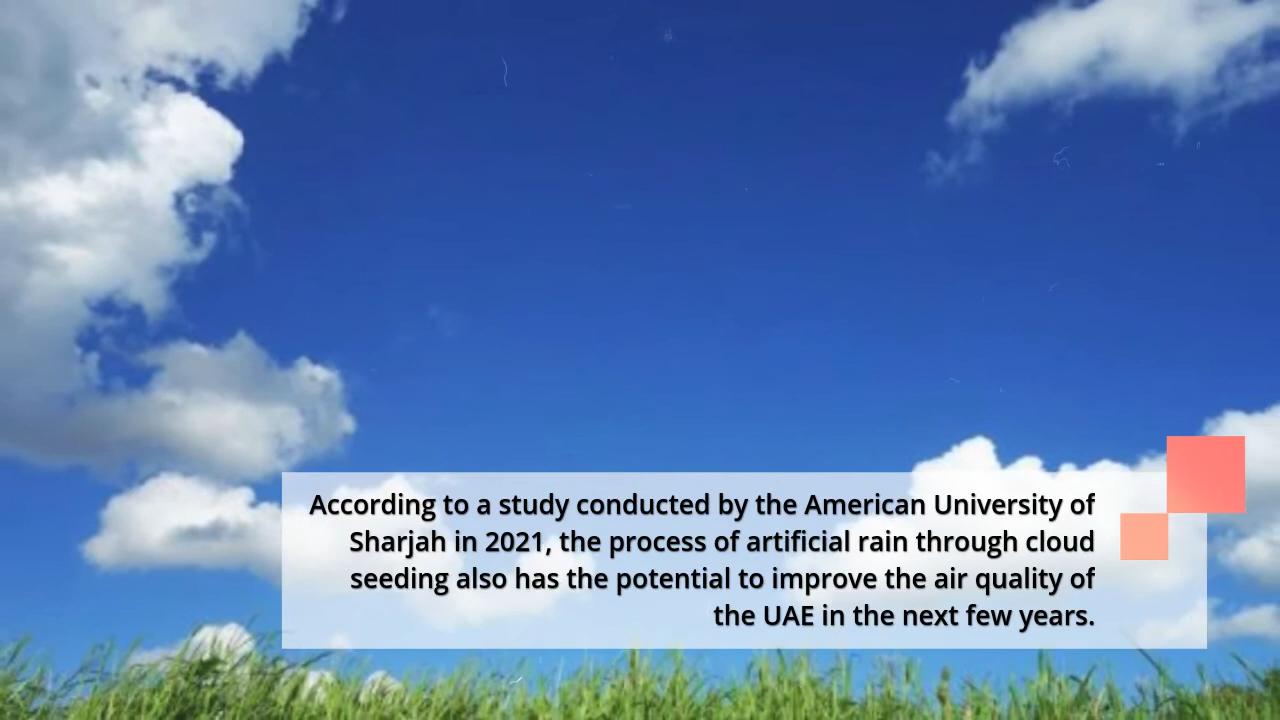 According to a study conducted by the American University of
Sharjah in 2021, the process of artificial rain through cloud
seeding also has the potential to improve the air quality of
the UAE in the next few years.